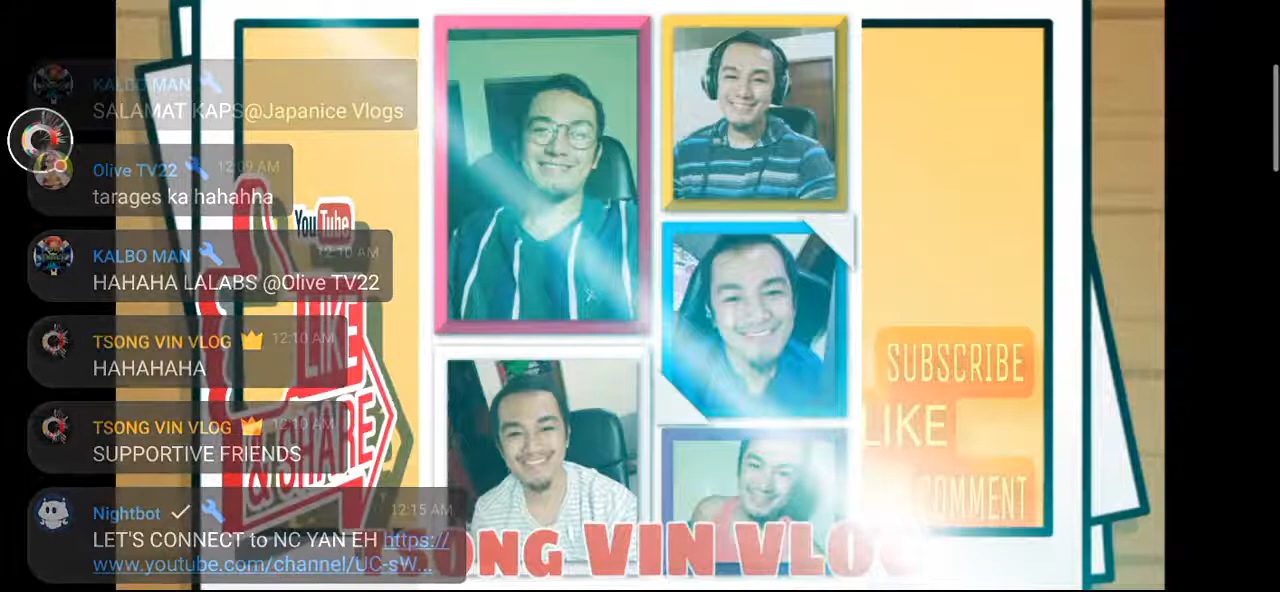 KALBO MAN
SALAMAT KAPS@Japanice Vlogs
Olive TV22 12:09 AM
tarages ka hahahha
YouTube
KALBO MAN 12:10 AM
HAHAHA LALABS @Olive TV22
TSONG VIN VLOG 12:10 AM
HAHAHAHA
LIKE
& SHARE
TSONG VIN VLOG 12:10 AM
SUPPORTIVE FRIENDS
Nightbot 12:15 AM
LET'S CONNECT to NC YAN EH https://
www.youtube.com/channel/UC-sW...
SUBSCRIBE
LIKE
COMMENT
TSONG VIN VLOG